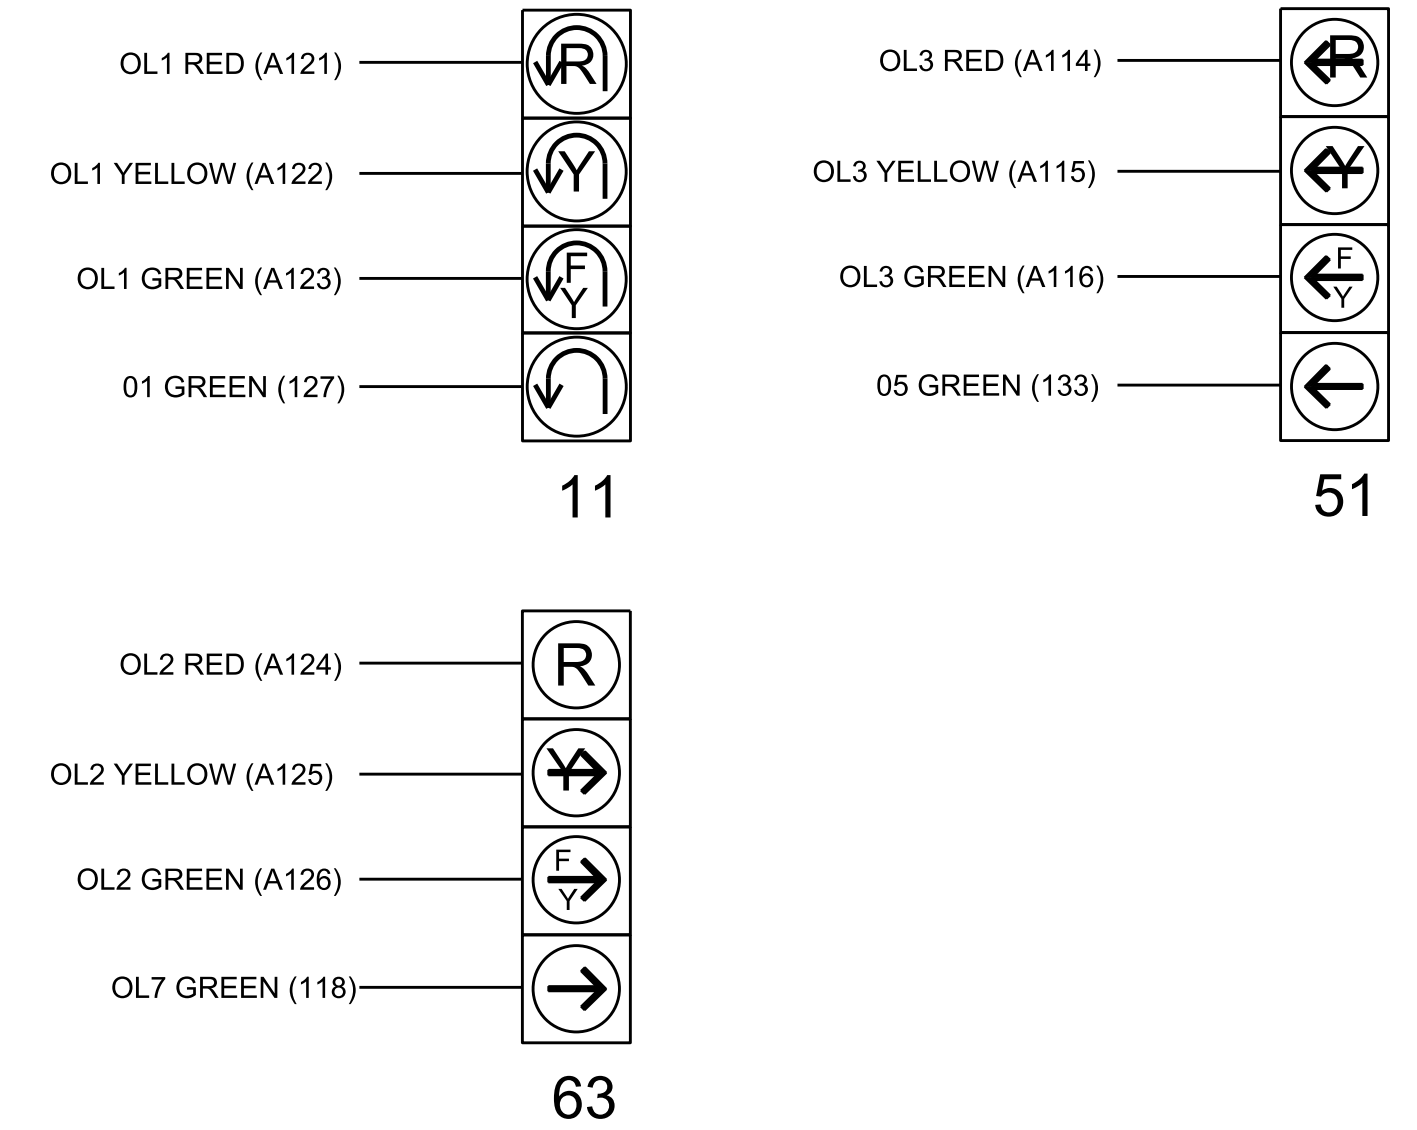 OL1 RED (A121)
R
OL1 YELLOW (A122)
Y
OL1 GREEN (A123)
F
Y
01 GREEN (127)
11
OL3 RED (A114)
R
OL3 YELLOW (A115)
Y
OL3 GREEN (A116)
F
Y
05 GREEN (133)
51
OL2 RED (A124)
R
OL2 YELLOW (A125)
Y
OL2 GREEN (A126)
F
Y
OL7 GREEN (118)
63